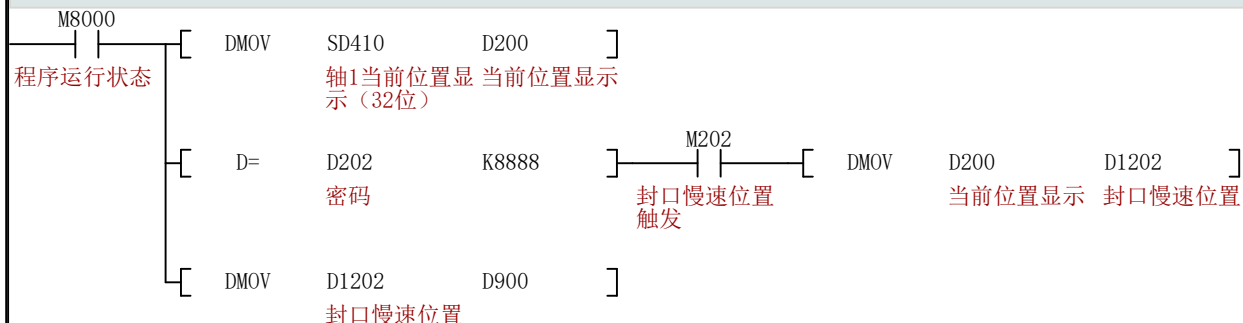 M8000
DMOV SD410 D200
程序运行状态 轴1当前位置显 当前位置显示
示（32位）
M202
D= D202 K8888 DMOV D200 D1202
密码 封口慢速位置 当前位置显示 封口慢速位置
触发
DMOV D1202 D900
封口慢速位置